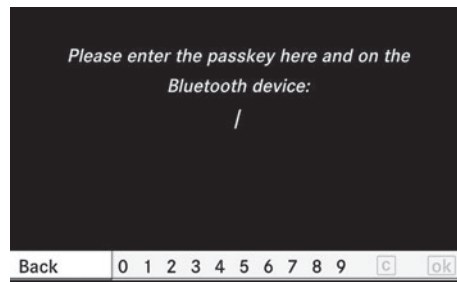 Please enter the passkey here and on the
Bluetooth device:
Back 0 1 2 3 4 5 6 7 8 9 c ok